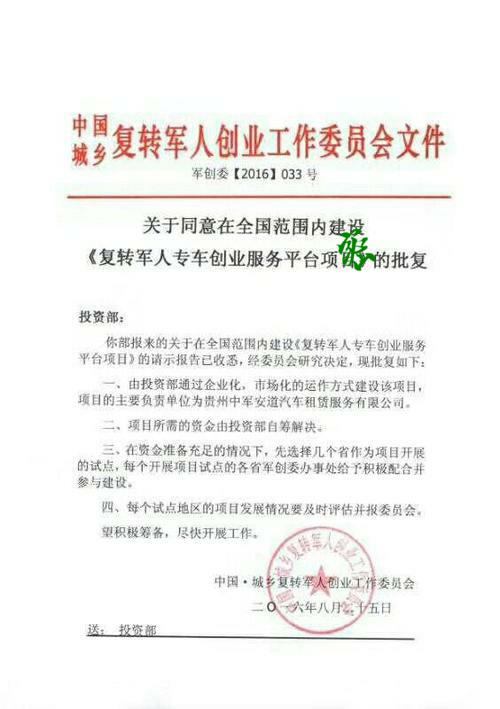 中国
城乡 复转军人创业工作委员会文件
军创委【2016】033 号
关于同意在全国范围内建设
《复转军人专车创业服务平台项 的批复
投资部：
你部报来的关于在全国范围内建设《复转军人专车创业服务
平台项目》的请示报告已收悉，经委员会研究决定，现批复如下：
一、由投资部通过企业化，市场化的运作方式建设该项目，
项目的主要负责单位为贵州中军安道汽车租赁服务有限公司。
二、项目所需的资金由投资部自筹解决。
三、在资金准备充足的情况下，先选择几个省作为项目开展
的试点，每个开展项目试点的各省军创委办事处给予积极配合并
参与建设。
四、每个试点地区的项目发展情况要及时评估并报委员会。
望积极筹备，尽快开展工作。
中国·城乡复转军人创业工作委员会
二〇一六年八月二十五日
中国·城乡复转军人创业工作委员会
送： 投资部